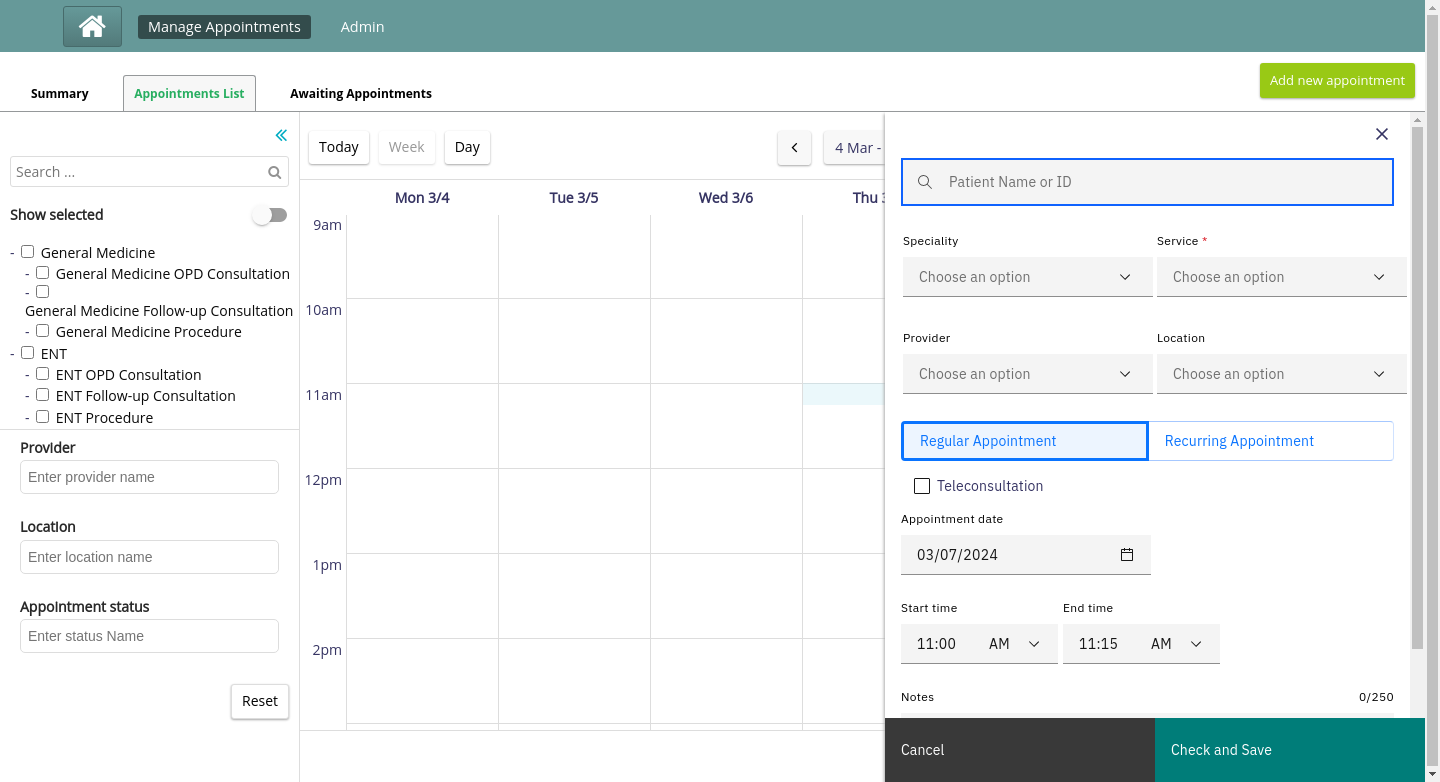 Manage Appointments Admin
Summary Appointments List Awaiting Appointments Add new appointment
Search ...
Show selected
- General Medicine
- General Medicine OPD Consultation
-
General Medicine Follow-up Consultation
- General Medicine Procedure
- ENT
- ENT OPD Consultation
- ENT Follow-up Consultation
- ENT Procedure
Provider
Enter provider name
Location
Enter location name
Appointment status
Enter status Name
Reset
Today Week Day 4 Mar -
Mon 3/4 Tue 3/5 Wed 3/6 Thu
9am
10am
11am
12pm
1pm
2pm
Patient Name or ID
Speciality Service *
Choose an option Choose an option
Provider Location
Choose an option Choose an option
Regular Appointment Recurring Appointment
Teleconsultation
Appointment date
03/07/2024
Start time End time
11:00 AM 11:15 AM
Notes 0/250
Cancel Check and Save